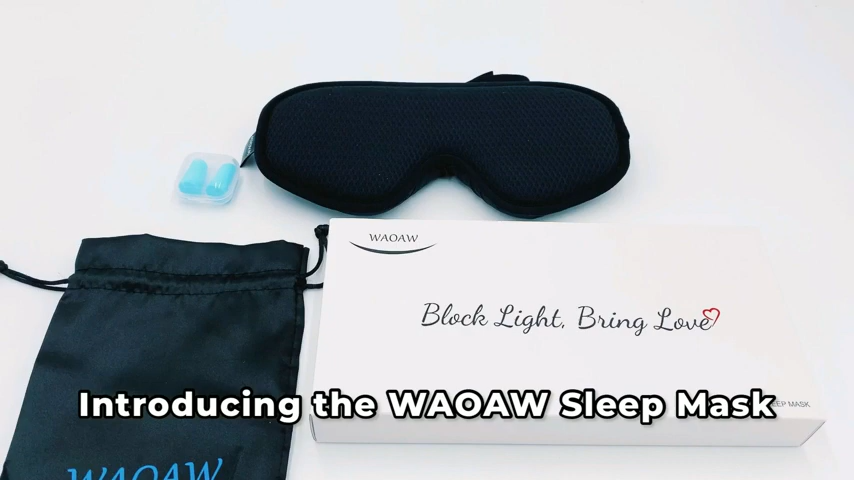 WAOAW
Block Light, Bring Love
EEP MASK
Introducing the WAOAW Sleep Mask
WAOAW